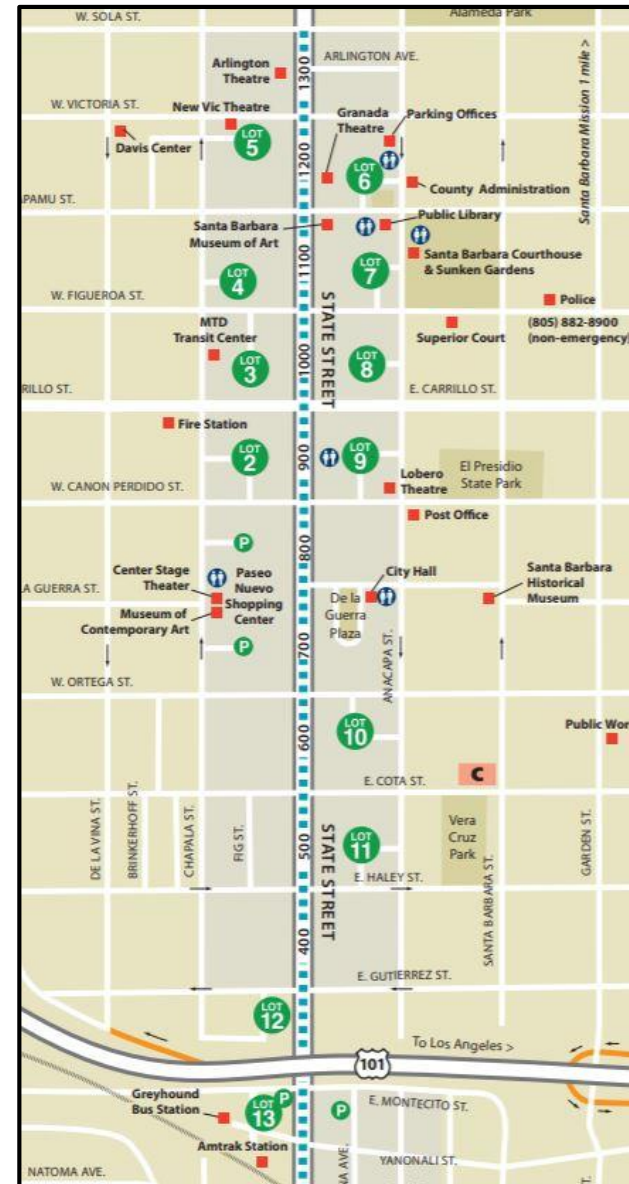 W. SOLA ST.
Alameda Park
ARLINGTON AVE.
Arlington
Theatre
1300
Santa Barbara Mission 1 mile >
W. VICTORIA ST.
New Vic Theatre
Granada
Theatre
Parking Offices
Davis Center
LOT
5
1200
LOT
6
County Administration
APAMU ST.
Santa Barbara
Museum of Art
Public Library
1100
Santa Barbara Courthouse
& Sunken Gardens
LOT
4
LOT
7
W. FIGUEROA ST.
STATE STREET
Police
(805) 882-8900
(non-emergency)
MTD
Transit Center
Superior Court
LOT
3
1000
LOT
8
RILLO ST.
E. CARRILLO ST.
Fire Station
LOT
2
900
LOT
9
El Presidio
State Park
Lobero
Theatre
W. CANON PERDIDO ST.
Post Office
P
800
Center Stage
Theater
Paseo
Nuevo
Shopping
Center
City Hall
Santa Barbara
Historical
Museum
LA GUERRA ST.
De la
Guerra
Plaza
Museum of
Contemporary Art
P
700
ANACAPA ST.
W. ORTEGA ST.
LOT
10
600
Public Wor
E. COTA ST.
C
DE LA VINA ST.
BRINKERHOFF ST.
CHAPALA ST.
FIG ST.
500
STATE STREET
LOT
11
Vera
Cruz
Park
SANTA BARBARA ST.
GARDEN ST.
E. HALEY ST.
400
E. GUTIERREZ ST.
LOT
12
To Los Angeles >
101
Greyhound
Bus Station
LOT
13
P
P
E. MONTECITO ST.
Amtrak Station
NATOMA AVE.
NA AVE.
YANONALI ST.
ST.